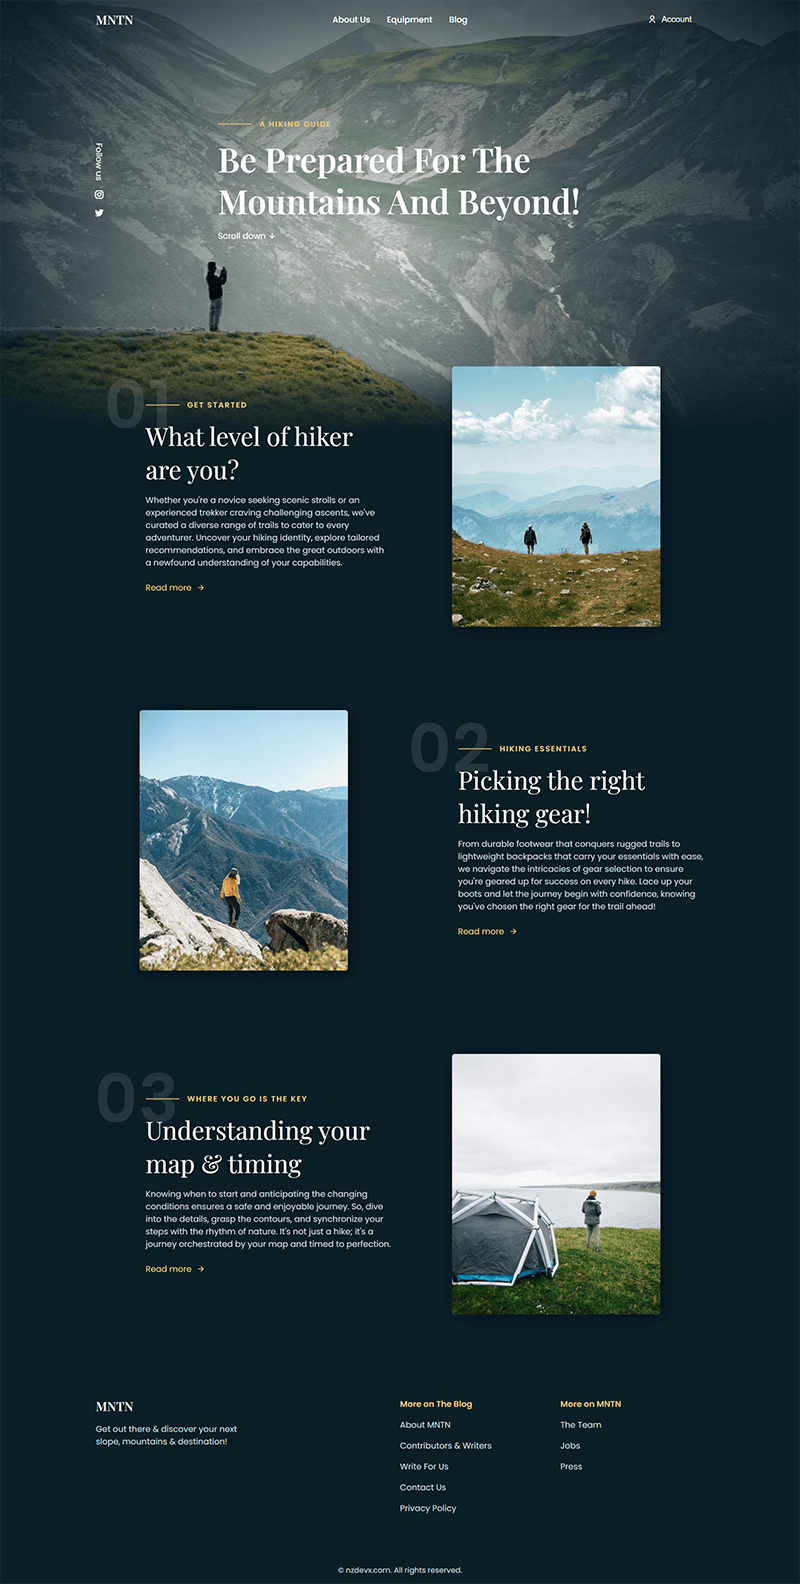 MNTN
About Us
Equipment
Blog
Account
Follow us
A HIKING GUIDE
Be Prepared For The
Mountains And Beyond!
Scroll down ↓
01
GET STARTED
What level of hiker
are you?
Whether you're a novice seeking scenic strolls or an
experienced trekker craving challenging ascents, we've
curated a diverse range of trails to cater to every
adventurer. Uncover your hiking identity, explore tailored
recommendations, and embrace the great outdoors with
a newfound understanding of your capabilities.
Read more →
02
HIKING ESSENTIALS
Picking the right
hiking gear!
From durable footwear that conquers rugged trails to
lightweight backpacks that carry your essentials with ease,
we navigate the intricacies of gear selection to ensure
you're geared up for success on every hike. Lace up your
boots and let the journey begin with confidence, knowing
you've chosen the right gear for the trail ahead!
Read more →
03
WHERE YOU GO IS THE KEY
Understanding your
map & timing
Knowing when to start and anticipating the changing
conditions ensures a safe and enjoyable journey. So, dive
into the details, grasp the contours, and synchronize your
steps with the rhythm of nature. It's not just a hike; it's a
journey orchestrated by your map and timed to perfection.
Read more →
MNTN
Get out there & discover your next
slope, mountains & destination!
More on The Blog
About MNTN
Contributors & Writers
Write For Us
Contact Us
Privacy Policy
More on MNTN
The Team
Jobs
Press
© nzdevx.com. All rights reserved.